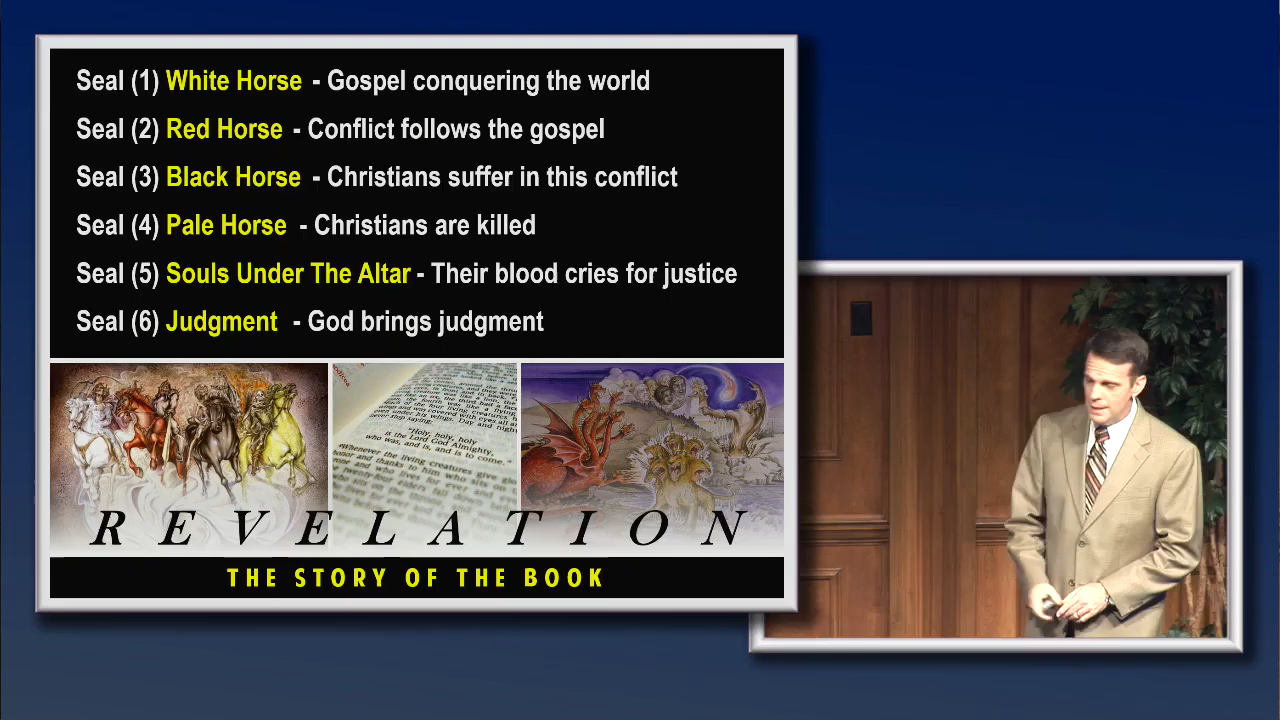 Seal (1) White Horse - Gospel conquering the world
Seal (2) Red Horse - Conflict follows the gospel
Seal (3) Black Horse - Christians suffer in this conflict
Seal (4) Pale Horse - Christians are killed
Seal (5) Souls Under The Altar - Their blood cries for justice
Seal (6) Judgment - God brings judgment
"Holy, holy, holy
is the Lord God Almighty,
who was, and is, and is to come."
REVELATION
THE STORY OF THE BOOK